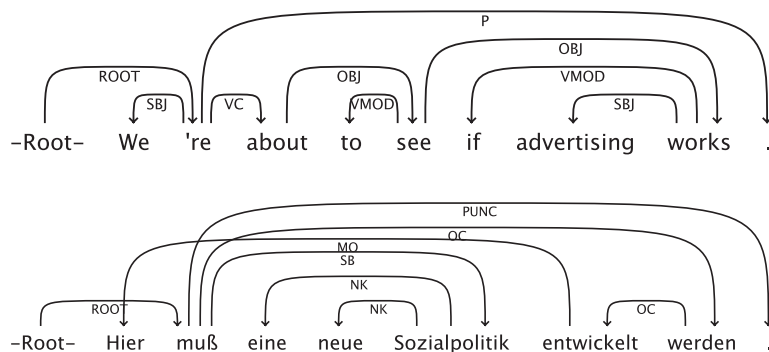 P
OBJ
ROOT OBJ VMOD
SBJ VC VMOD SBJ
-Root- We 're about to see if advertising works .
PUNC
OC
MO
SB
NK
ROOT NK OC
-Root- Hier muß eine neue Sozialpolitik entwickelt werden .